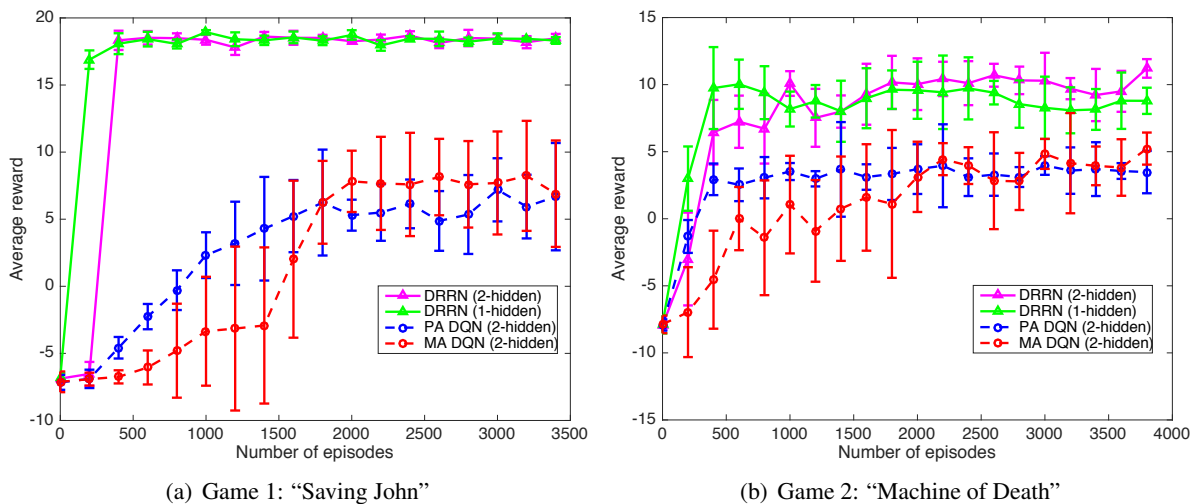 20
15
10
5
0
-5
-10
Average reward
0 500 1000 1500 2000 2500 3000 3500
Number of episodes
DRRN (2-hidden)
DRRN (1-hidden)
PA DQN (2-hidden)
MA DQN (2-hidden)
(a) Game 1: “Saving John”
15
10
5
0
-5
-10
-15
Average reward
0 500 1000 1500 2000 2500 3000 3500 4000
Number of episodes
DRRN (2-hidden)
DRRN (1-hidden)
PA DQN (2-hidden)
MA DQN (2-hidden)
(b) Game 2: “Machine of Death”